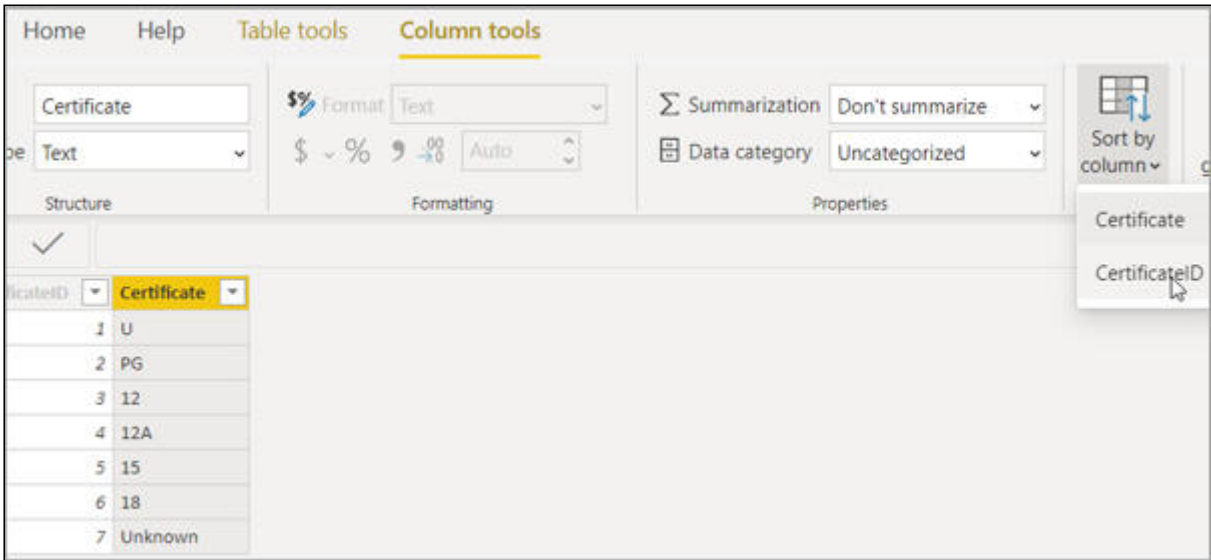 Home Help Table tools Column tools
Certificate $% Format Text Summarization Don't summarize
Text $ % 9 .00 Auto Data category Uncategorized Sort by column
Structure Formatting Properties
Certificate
CertificateID
Certificate
1 U
2 PG
3 12
4 12A
5 15
6 18
7 Unknown